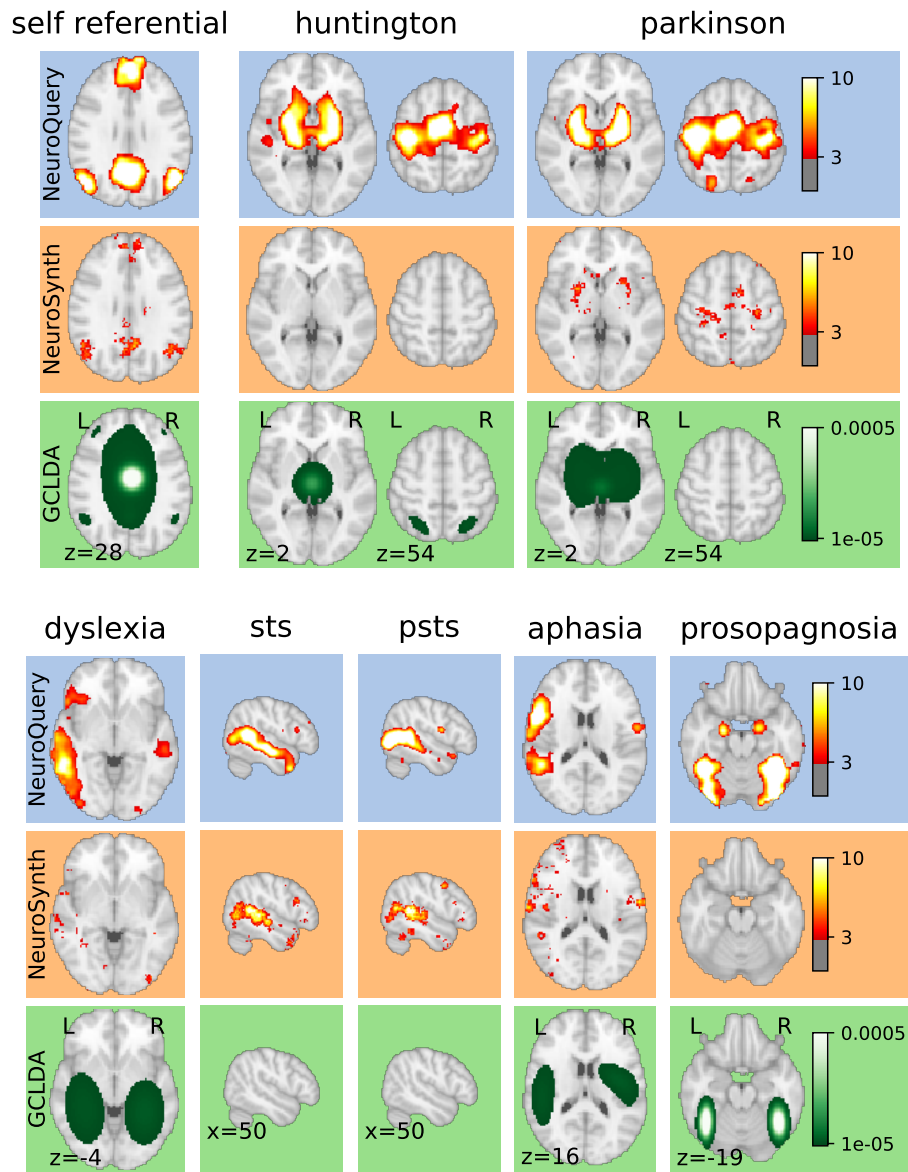 self referential huntington parkinson
NeuroQuery
10
3
NeuroSynth
10
3
GCLDA
L R L R L R L R L R
0.0005
1e-05
z=28 z=2 z=54 z=2 z=54
dyslexia sts psts aphasia prosopagnosia
NeuroQuery
10
3
NeuroSynth
10
3
GCLDA
L R L R L R
0.0005
1e-05
z=-4 x=50 x=50 z=16 z=-19